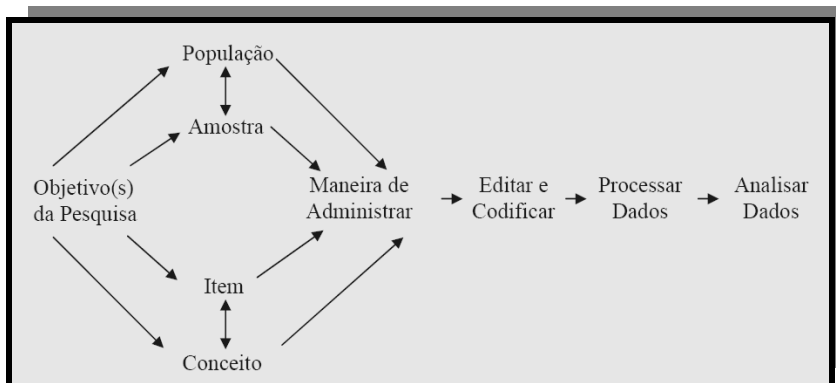 População
Amostra
Objetivo(s)
da Pesquisa
Maneira de
Administrar
Editar e
Codificar
Processar
Dados
Analisar
Dados
Item
Conceito